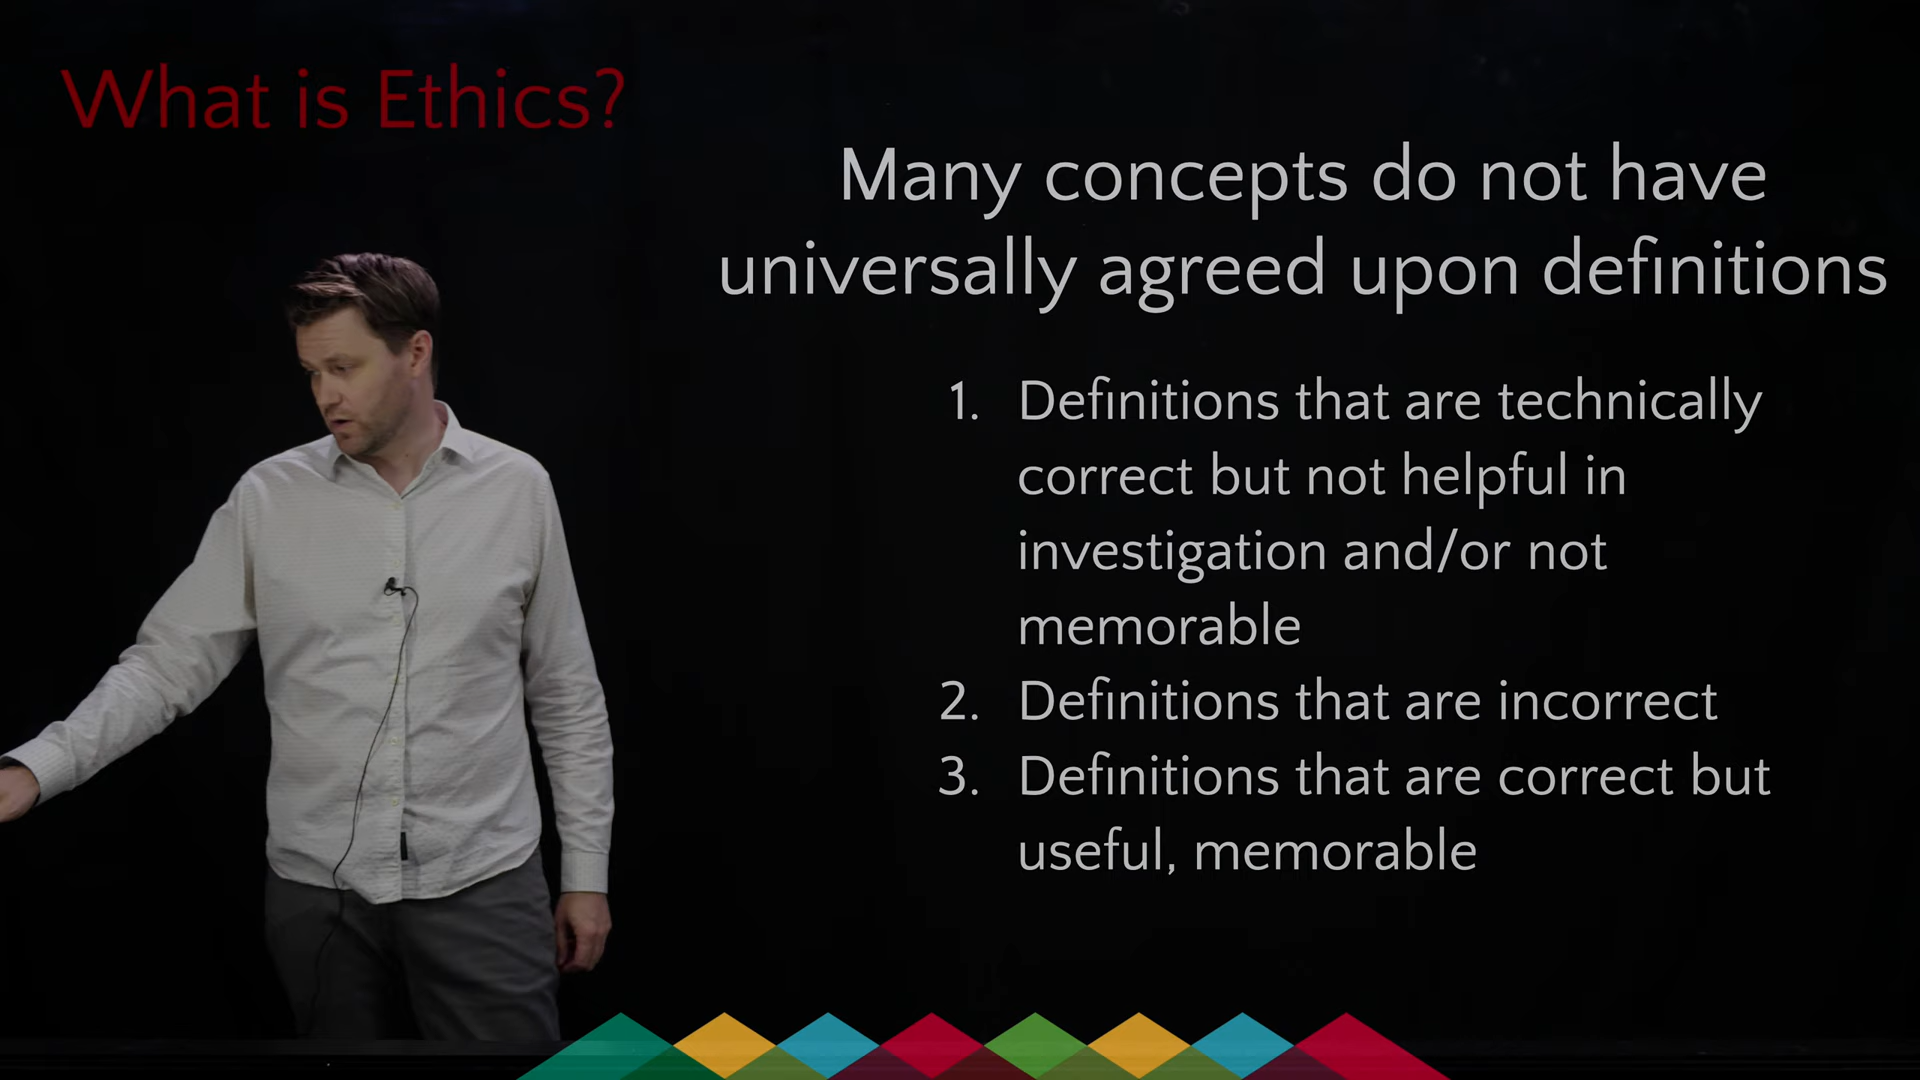 What is Ethics?
Many concepts do not have
universally agreed upon definitions
1. Definitions that are technically
correct but not helpful in
investigation and/or not
memorable
2. Definitions that are incorrect
3. Definitions that are correct but
useful, memorable